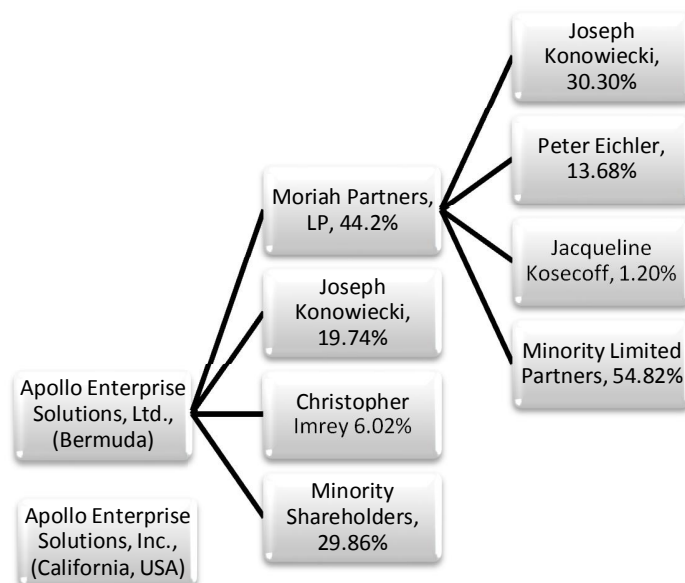 Apollo Enterprise
Solutions, Ltd.,
(Bermuda)
Apollo Enterprise
Solutions, Inc.,
(California, USA)
Moriah Partners,
LP, 44.2%
Joseph
Konowiecki,
19.74%
Christopher
Imrey 6.02%
Minority
Shareholders,
29.86%
Joseph
Konowiecki,
30.30%
Peter Eichler,
13.68%
Jacqueline
Kosecoff, 1.20%
Minority Limited
Partners, 54.82%